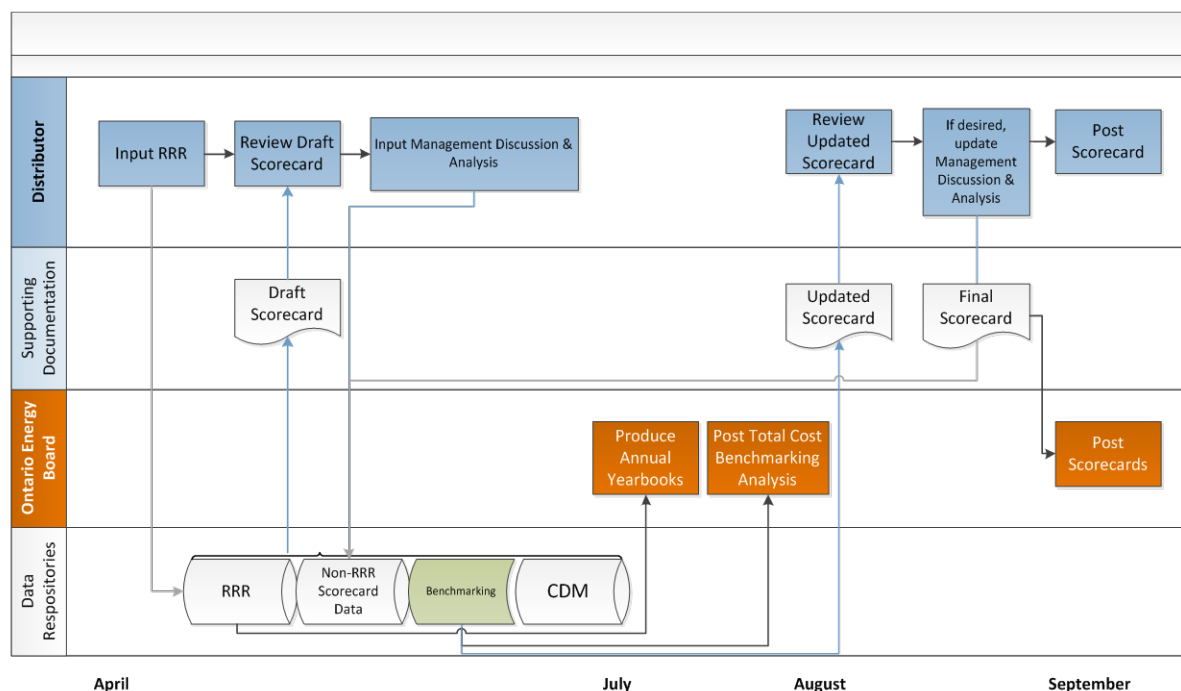 Distributor
Input RRR
Review Draft
Scorecard
Input Management Discussion &
Analysis
Review
Updated
Scorecard
If desired,
update
Management
Discussion &
Analysis
Post
Scorecard
Supporting
Documentation
Draft
Scorecard
Updated
Scorecard
Final
Scorecard
Ontario Energy
Board
Produce
Annual
Yearbooks
Post Total Cost
Benchmarking
Analysis
Post
Scorecards
Data
Respositories
RRR
Non-RRR
Scorecard
Data
Benchmarking
CDM
April
July
August
September